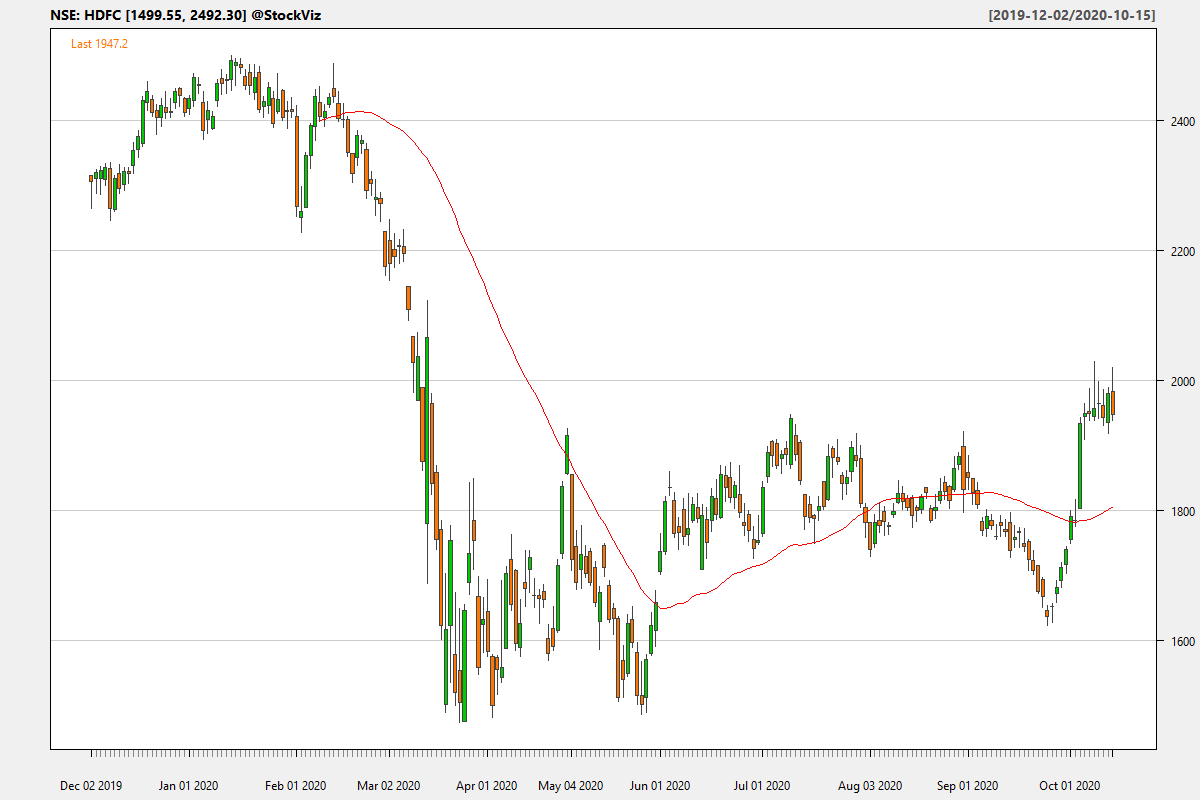 NSE: HDFC [1499.55, 2492.30] @StockViz [2019-12-02/2020-10-15]
Last 1947.2
2400
2200
2000
1800
1600
Dec 02 2019 Jan 01 2020 Feb 01 2020 Mar 02 2020 Apr 01 2020 May 04 2020 Jun 01 2020 Jul 01 2020 Aug 03 2020 Sep 01 2020 Oct 01 2020